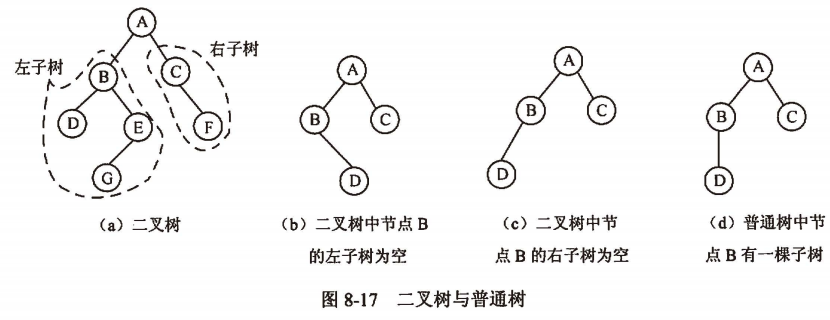 A
右子树
左子树
B
C
D
E
F
G
(a) 二叉树
A
B
C
D
(b) 二叉树中节点 B
的左子树为空
A
B
C
D
(c) 二叉树中节
点 B 的右子树为空
A
B
C
D
(d) 普通树中节
点 B 有一棵子树
图 8-17 二叉树与普通树